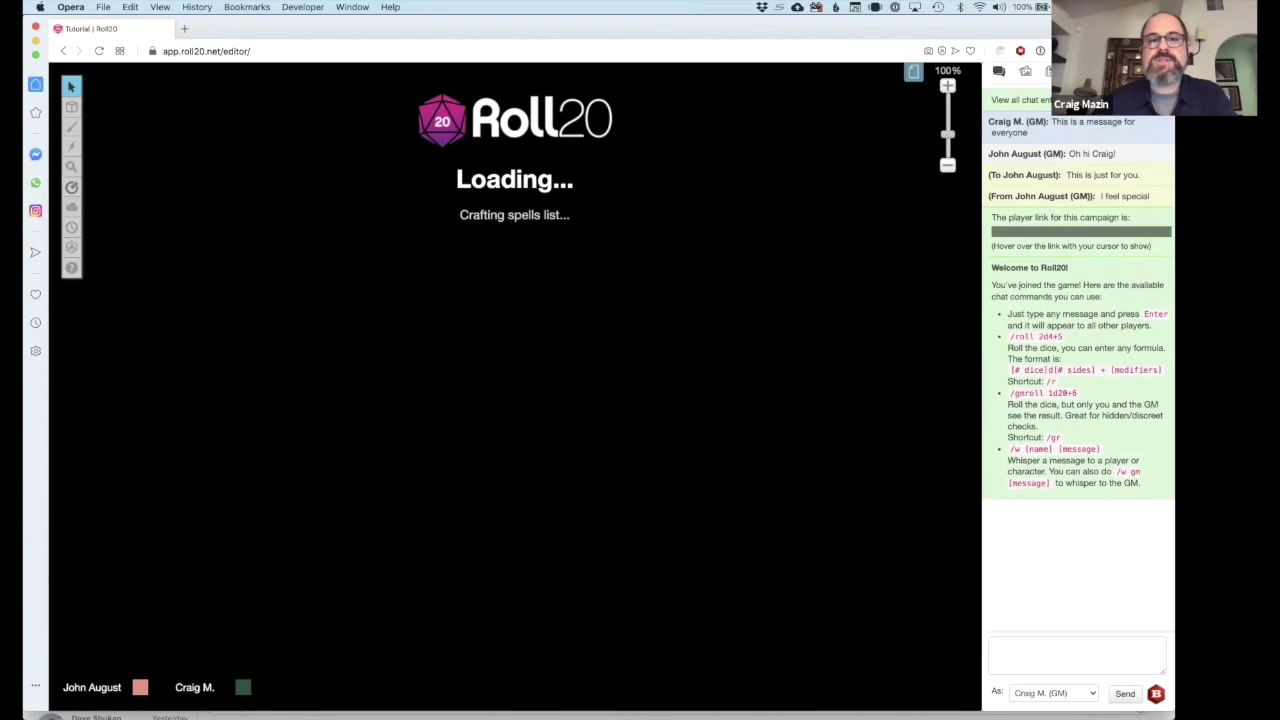 Opera File Edit View History Bookmarks Developer Window Help 100%
Tutorial | Roll20
app.roll20.net/editor/
100%
Craig Mazin
20 Roll20
Loading...
Crafting spells list...
View all chat en
Craig M. (GM): This is a message for
everyone
John August (GM): Oh hi Craig!
(To John August): This is just for you.
(From John August (GM)): I feel special
The player link for this campaign is:
(Hover over the link with your cursor to show)
Welcome to Roll20!
You've joined the game! Here are the available
chat commands you can use:
• Just type any message and press Enter
and it will appear to all other players.
• /roll 2d4+5
Roll the dice, you can enter any formula.
The format is:
[# dice]d[# sides] + [modifiers]
Shortcut: /r
• /gmroll 1d20+6
Roll the dice, but only you and the GM
see the result. Great for hidden/discreet
checks.
Shortcut: /gr
• /w [name] [message]
Whisper a message to a player or
character. You can also do /w gm
[message] to whisper to the GM.
John August Craig M.
As: Craig M. (GM) Send B
Dave Shukan Yesterday